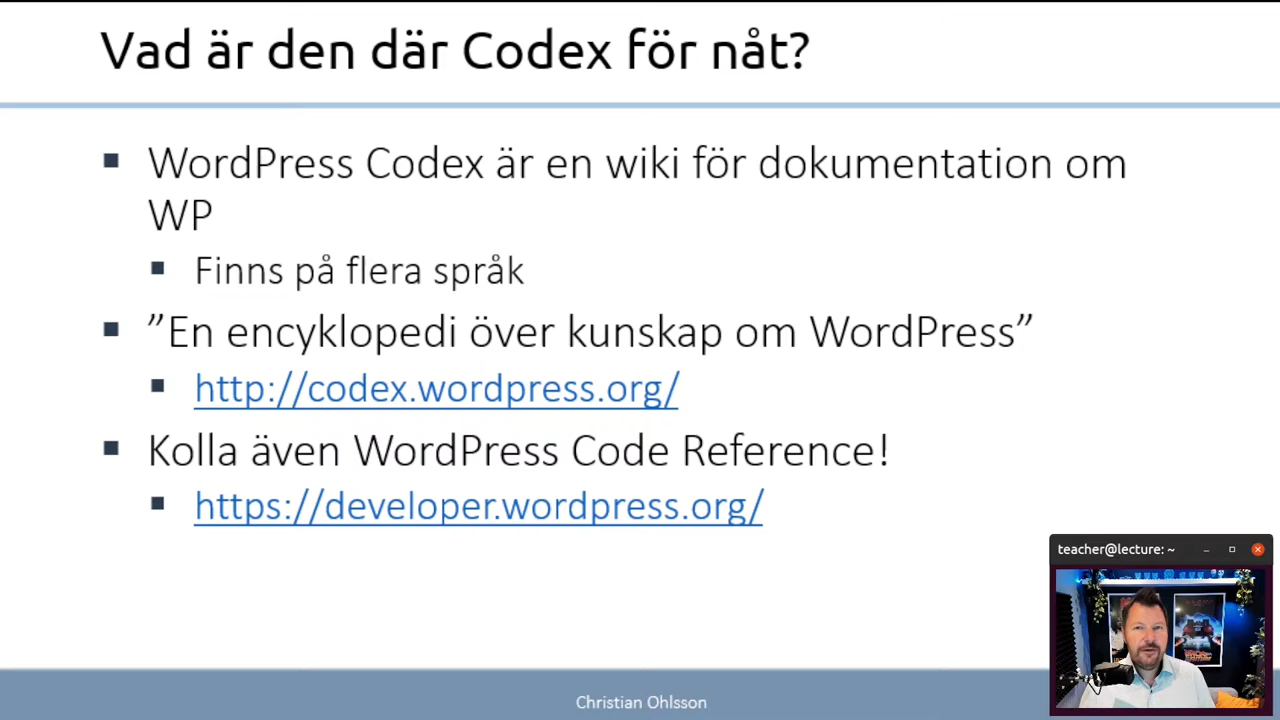 Vad är den där Codex för nåt?
▪ WordPress Codex är en wiki för dokumentation om
WP
▪ Finns på flera språk
▪ ”En encyklopedi över kunskap om WordPress”
▪ http://codex.wordpress.org/
▪ Kolla även WordPress Code Reference!
▪ https://developer.wordpress.org/
teacher@lecture: ~
Christian Ohlsson